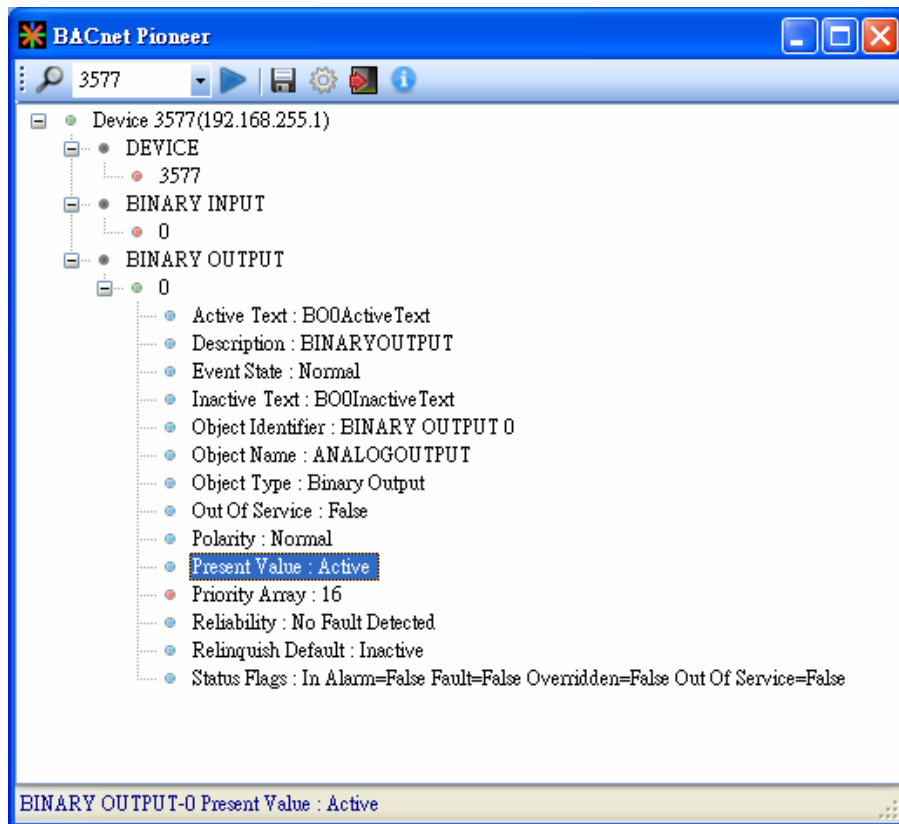 BACnet Pioneer
3577
Device 3577(192.168.255.1)
DEVICE
3577
BINARY INPUT
0
BINARY OUTPUT
0
Active Text : BO0ActiveText
Description : BINARYOUTPUT
Event State : Normal
Inactive Text : BO0InactiveText
Object Identifier : BINARY OUTPUT 0
Object Name : ANALOGOUTPUT
Object Type : Binary Output
Out Of Service : False
Polarity : Normal
Present Value : Active
Priority Array : 16
Reliability : No Fault Detected
Relinquish Default : Inactive
Status Flags : In Alarm=False Fault=False Overridden=False Out Of Service=False
BINARY OUTPUT-0 Present Value : Active